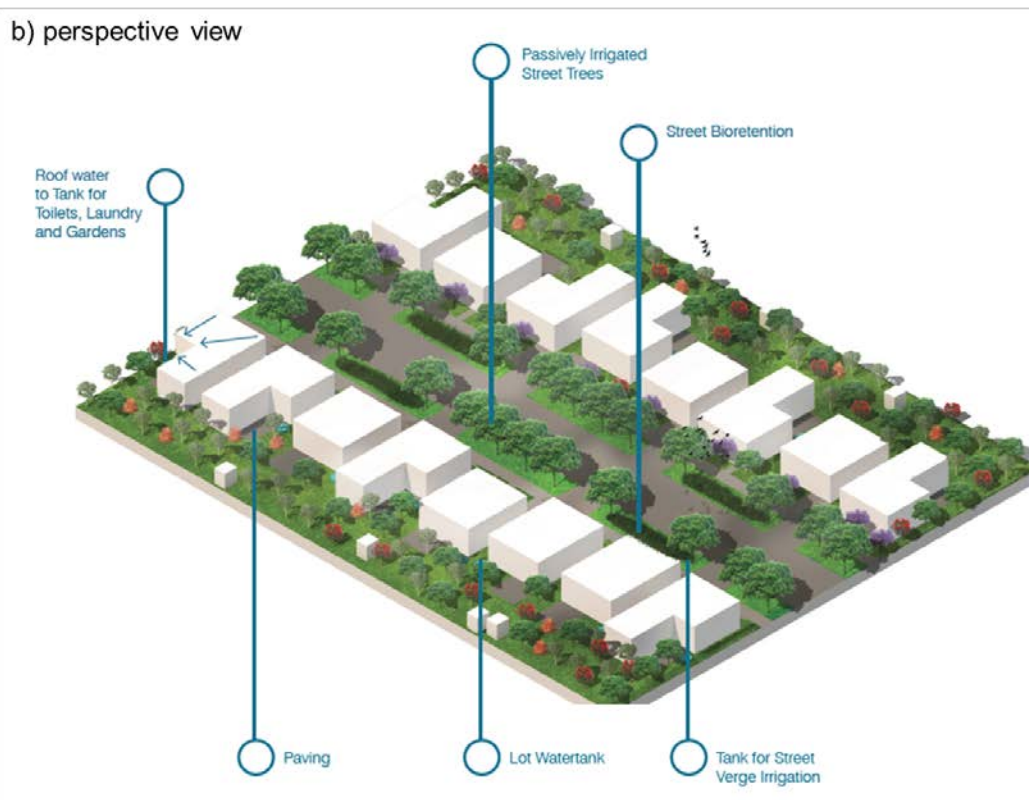 b) perspective view
Passively Irrigated
Street Trees
Street Bioretention
Roof water
to Tank for
Toilets, Laundry
and Gardens
Paving
Lot Watertank
Tank for Street
Verge Irrigation